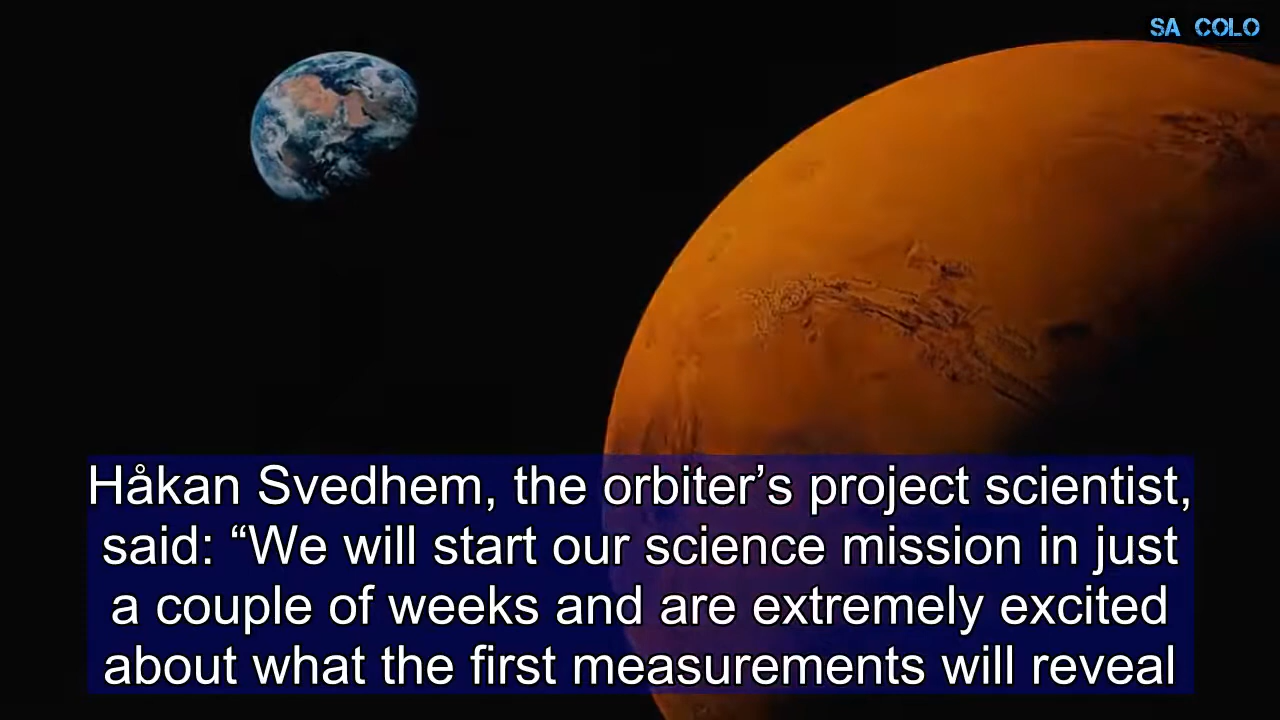 SA COLO
Håkan Svedhem, the orbiter’s project scientist,
said: “We will start our science mission in just
a couple of weeks and are extremely excited
about what the first measurements will reveal